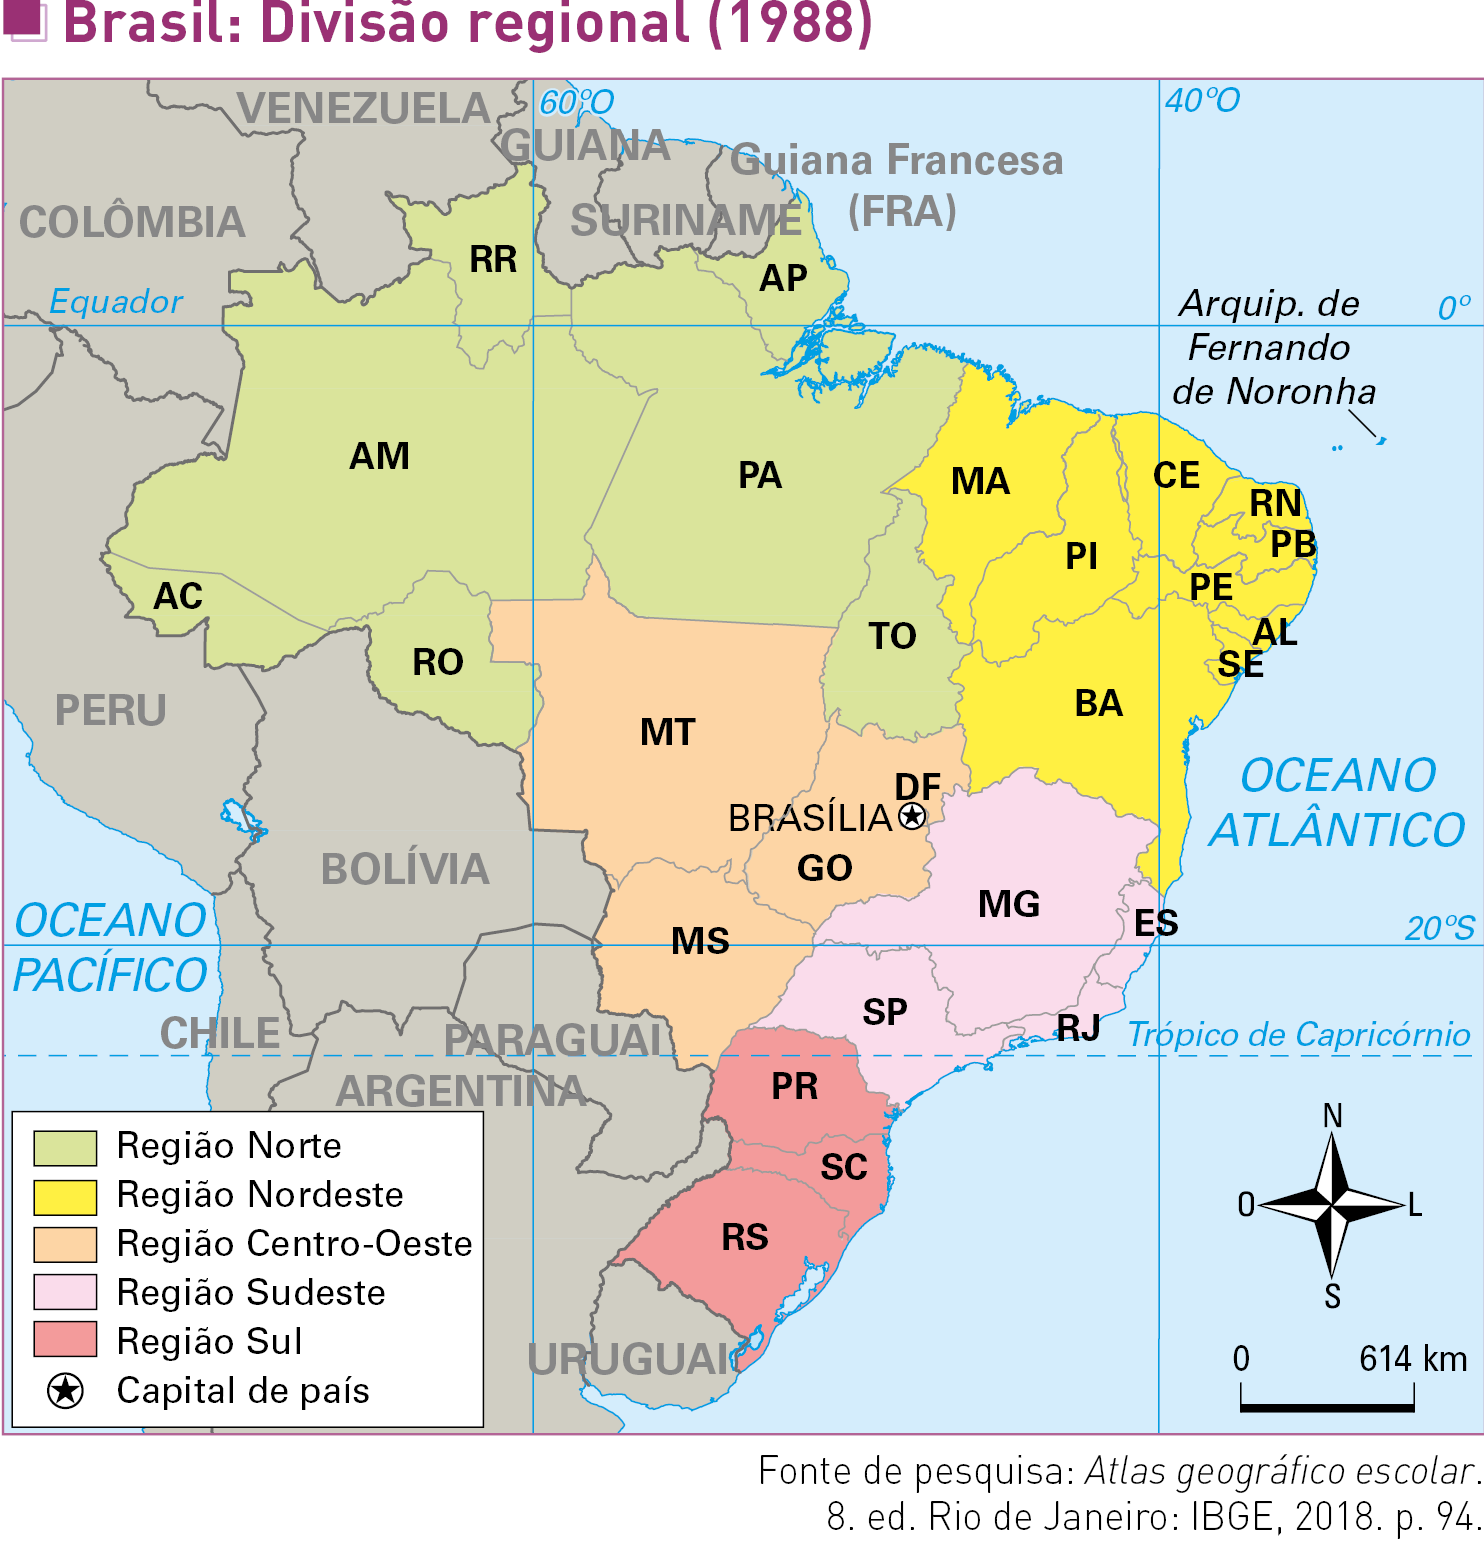 Brasil: Divisão regional (1988)
VENEZUELA
60°O
40°O
GUIANA
Guiana Francesa
(FRA)
COLÔMBIA
SURINAME
RR
AP
Equador
0°
Arquip. de
Fernando
de Noronha
AM
PA
MA
CE
RN
PB
PI
PE
AC
TO
AL
RO
SE
PERU
BA
MT
OCEANO
ATLÂNTICO
DF
BRASÍLIA
BOLÍVIA
GO
MG
ES
OCEANO
PACÍFICO
MS
20°S
SP
CHILE
PARAGUAI
RJ
Trópico de Capricórnio
ARGENTINA
PR
SC
RS
URUGUAI
Região Norte
Região Nordeste
Região Centro-Oeste
Região Sudeste
Região Sul
Capital de país
N
O
L
S
0
614 km
Fonte de pesquisa: Atlas geográfico escolar.
8. ed. Rio de Janeiro: IBGE, 2018. p. 94.